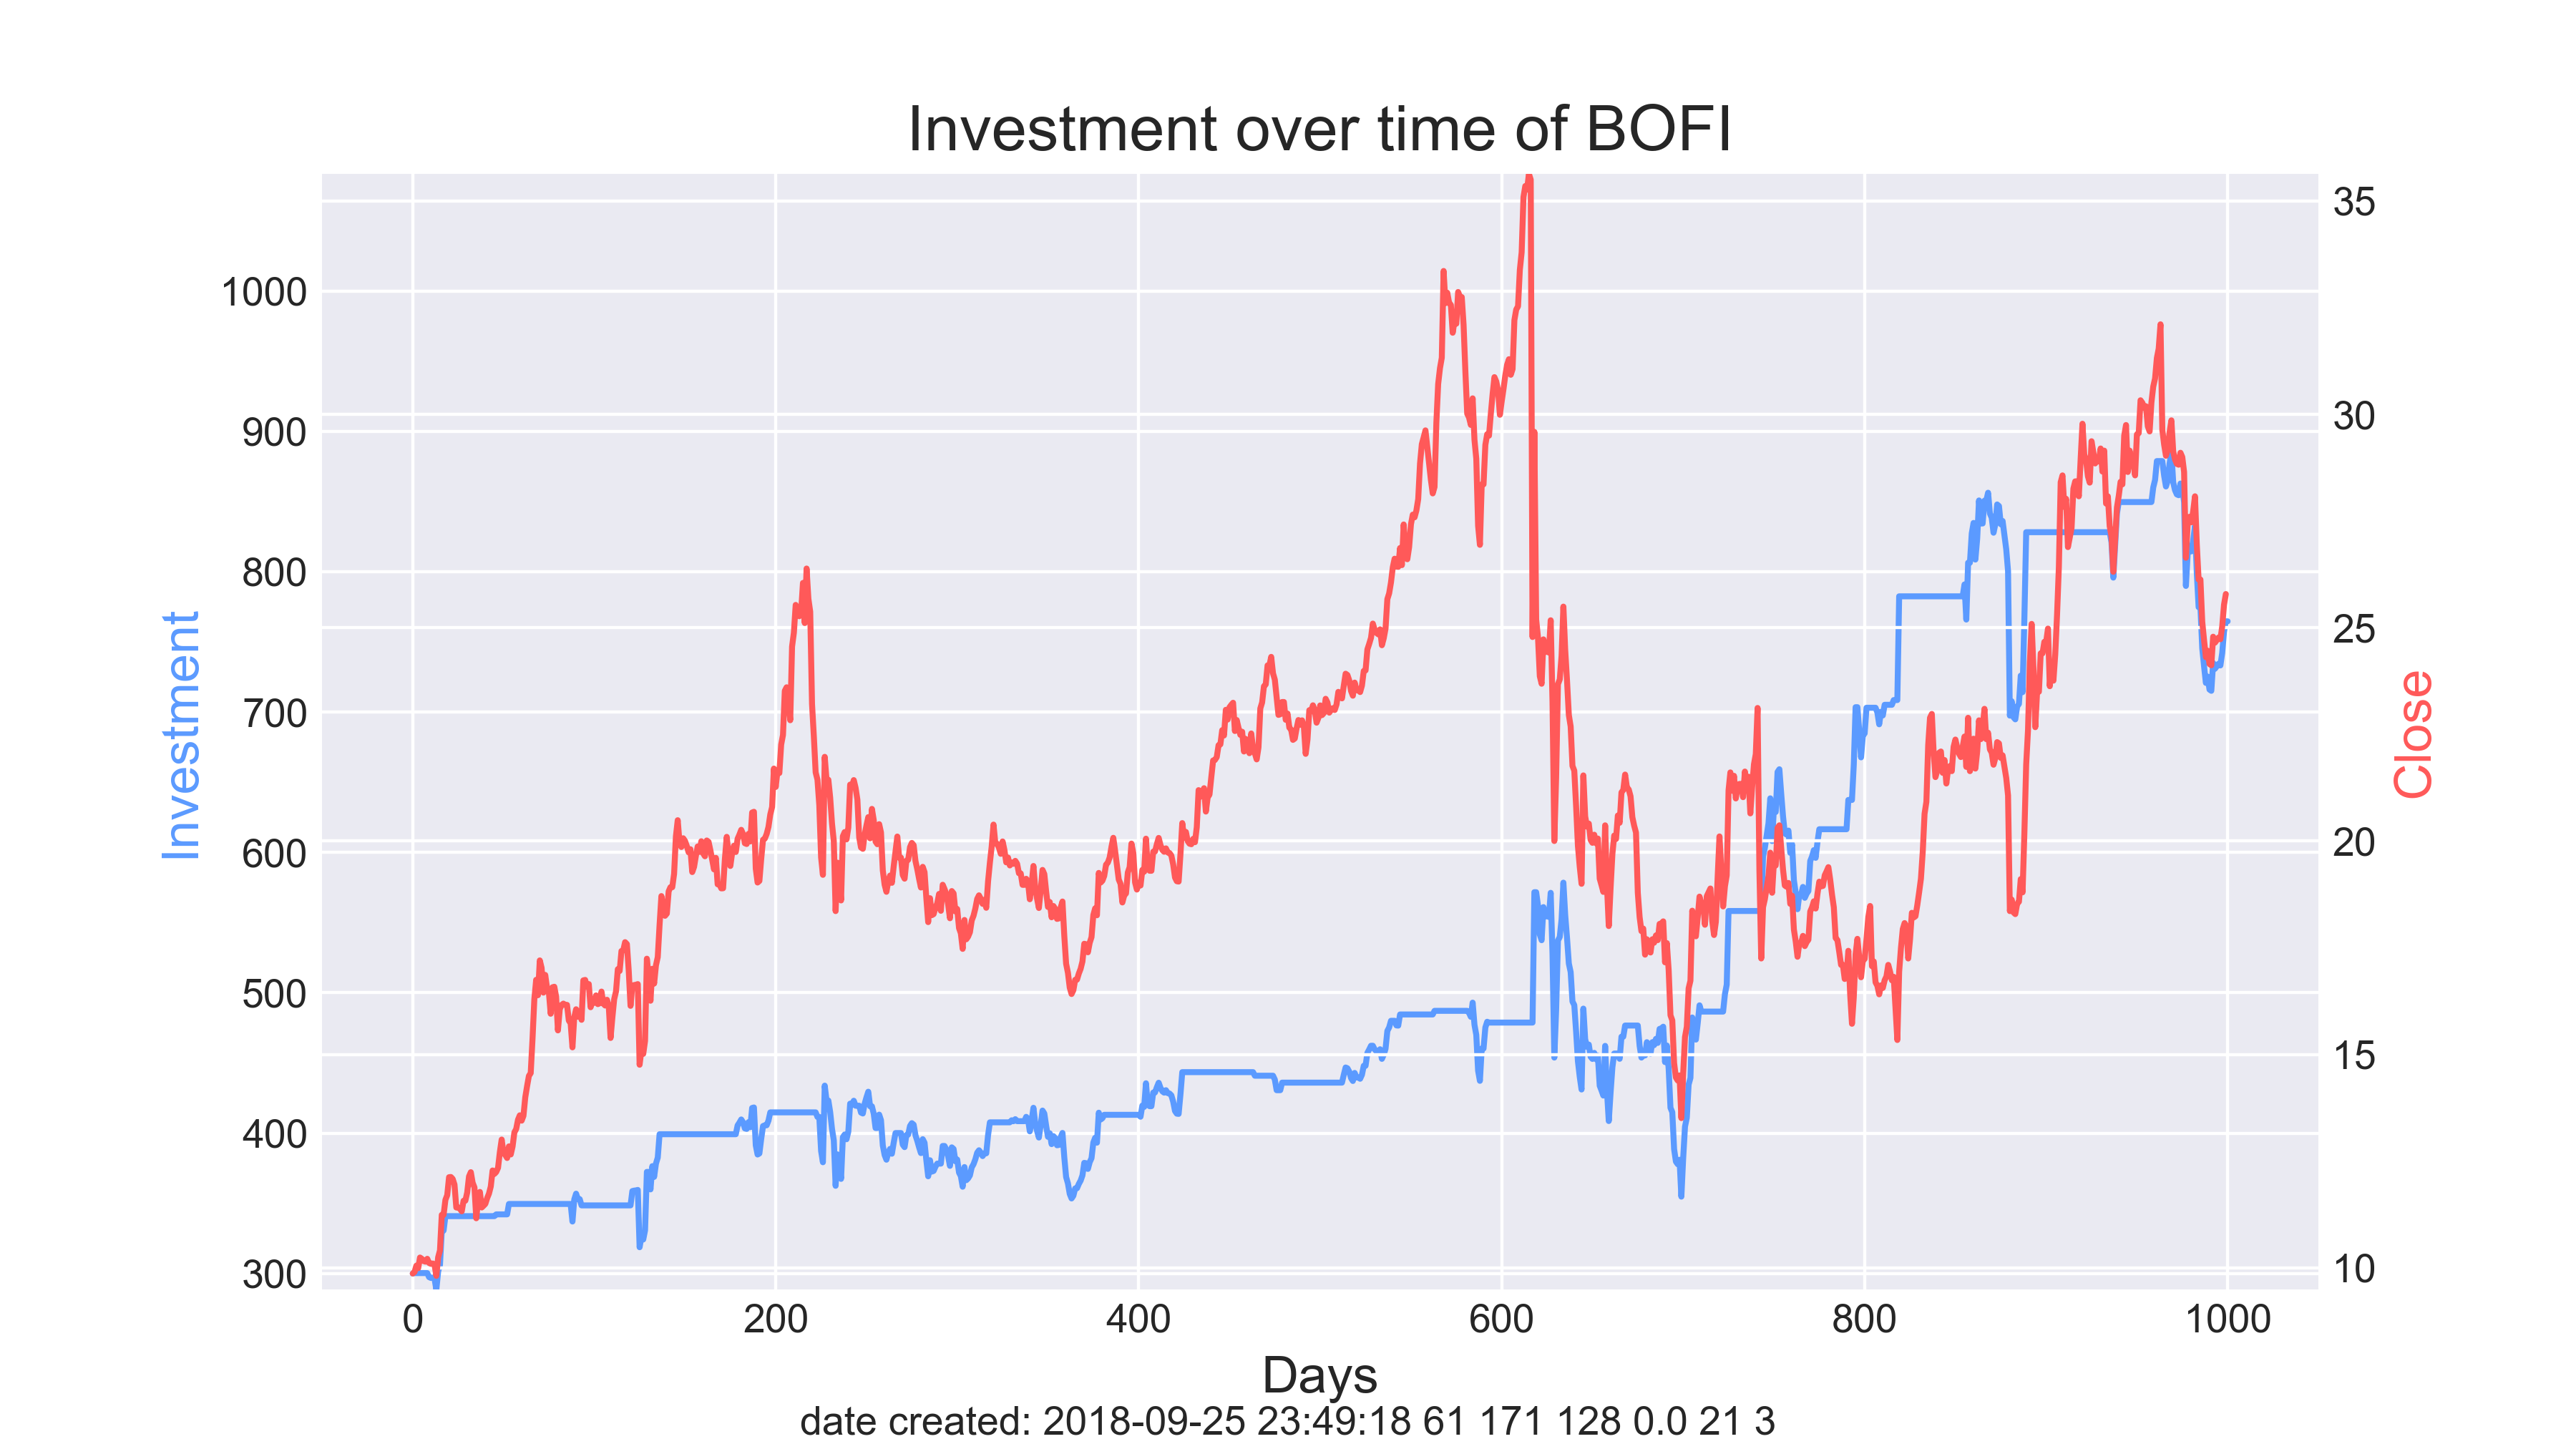 Investment over time of BOFI
35
1000
30
900
800
25
700
20
600
500
15
400
10
300
Investment
Close
0 200 400 600 800 1000
Days
date created: 2018-09-25 23:49:18 61 171 128 0.0 21 3